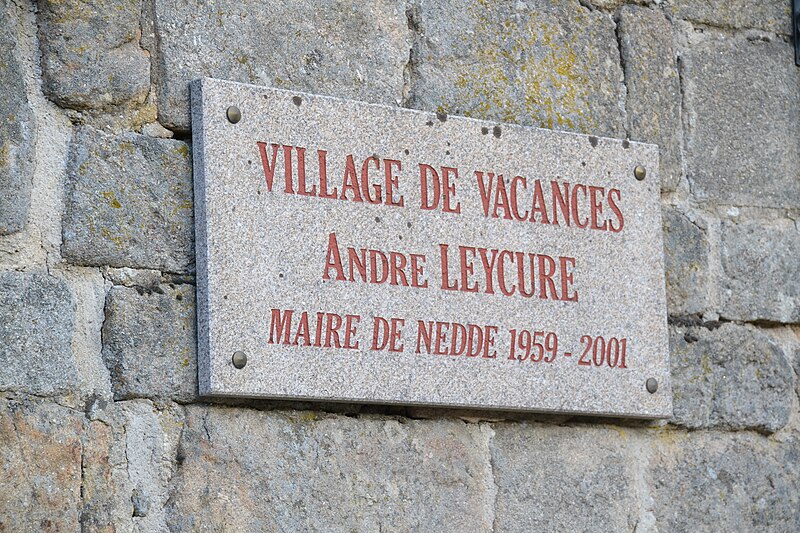 VILLAGE DE VACANCES
ANDRE LEYCURE
MAIRE DE NEDDE 1959 - 2001